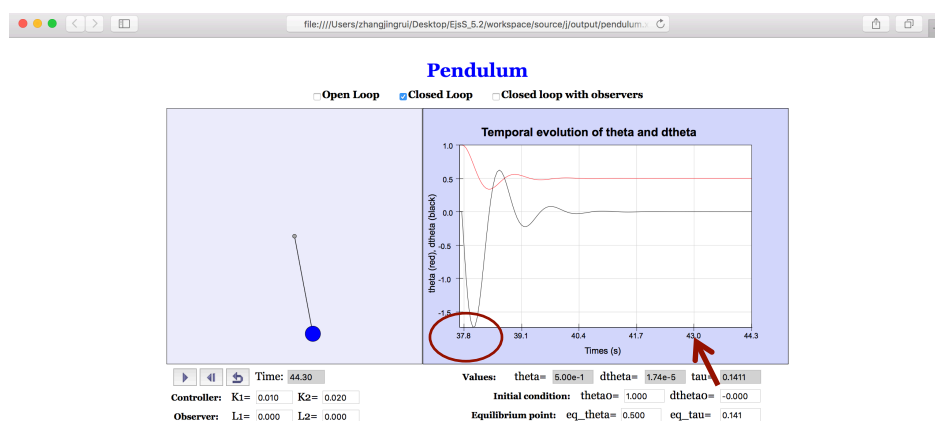 file:////Users/zhangjingrui/Desktop/EjsS_5.2/workspace/source/j/output/pendulum.
Pendulum
Open Loop Closed Loop Closed loop with observers
Temporal evolution of theta and dtheta
theta (red), dtheta (black)
1.0
0.5
0.0
-0.5
-1.0
-1.5
37.8 39.1 40.4 41.7 43.0 44.3
Times (s)
Time: 44.30 Values: theta= 5.00e-1 dtheta= 1.74e-5 tau= 0.1411
Controller: K1= 0.010 K2= 0.020 Initial condition: theta0= 1.000 dtheta0= -0.000
Observer: L1= 0.000 L2= 0.000 Equilibrium point: eq_theta= 0.500 eq_tau= 0.141